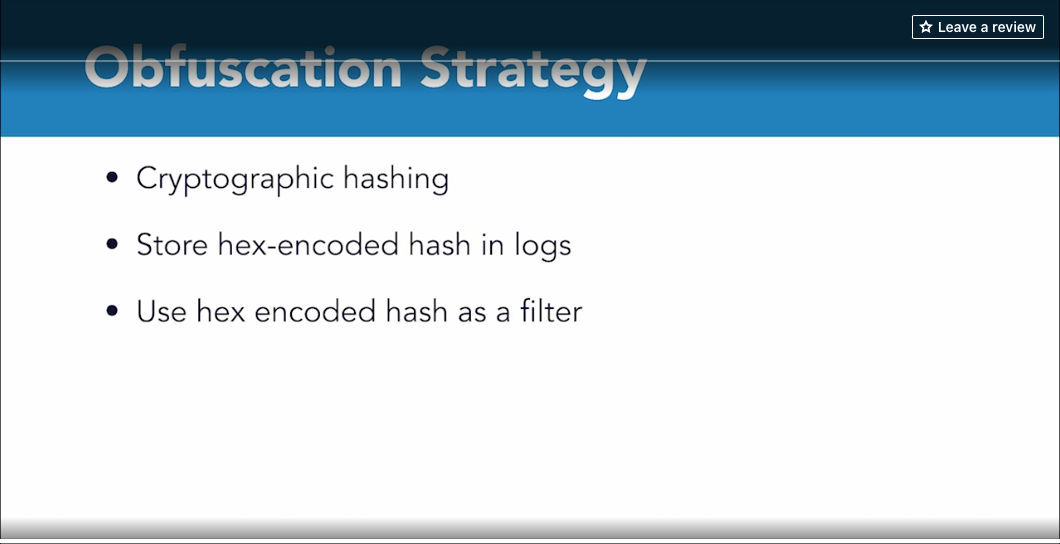 Leave a review
Obfuscation Strategy
• Cryptographic hashing
• Store hex-encoded hash in logs
• Use hex encoded hash as a filter